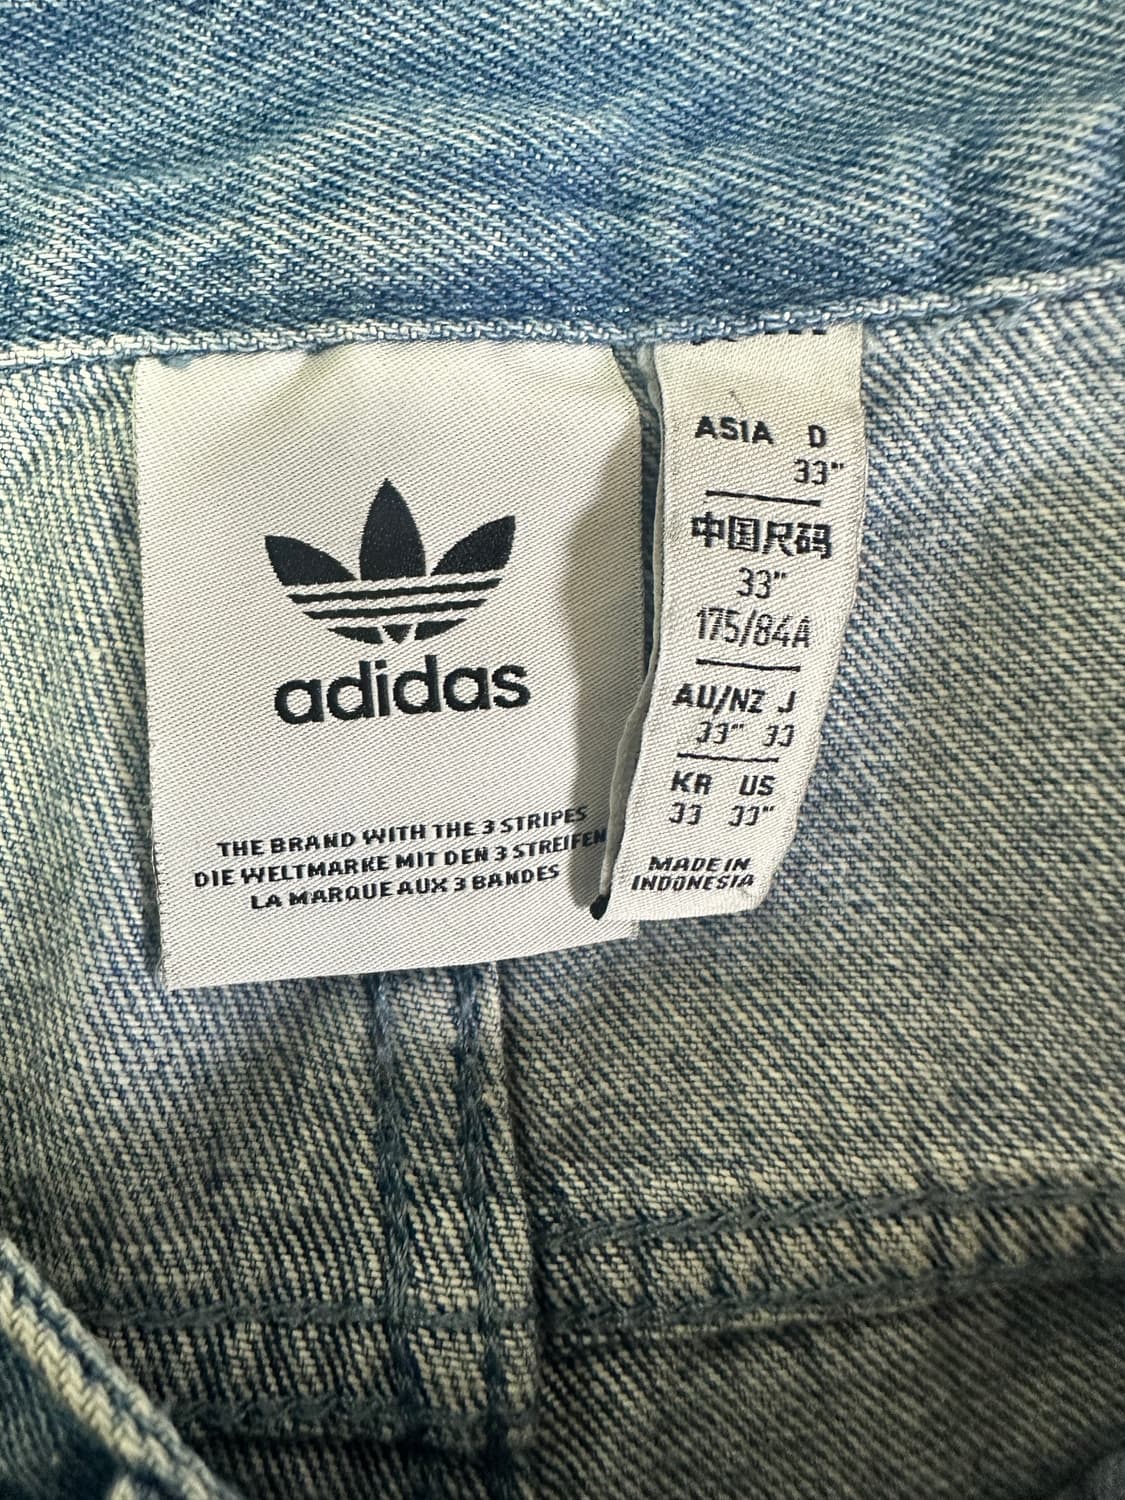 adidas
THE BRAND WITH THE 3 STRIPES
DIE WELTMARKE MIT DEN 3 STREIFEN
LA MARQUE AUX 3 BANDES
ASIA D
33"
中国尺码
33"
175/84A
AU/NZ J
33" 33
KR US
33 33"
MADE IN
INDONESIA